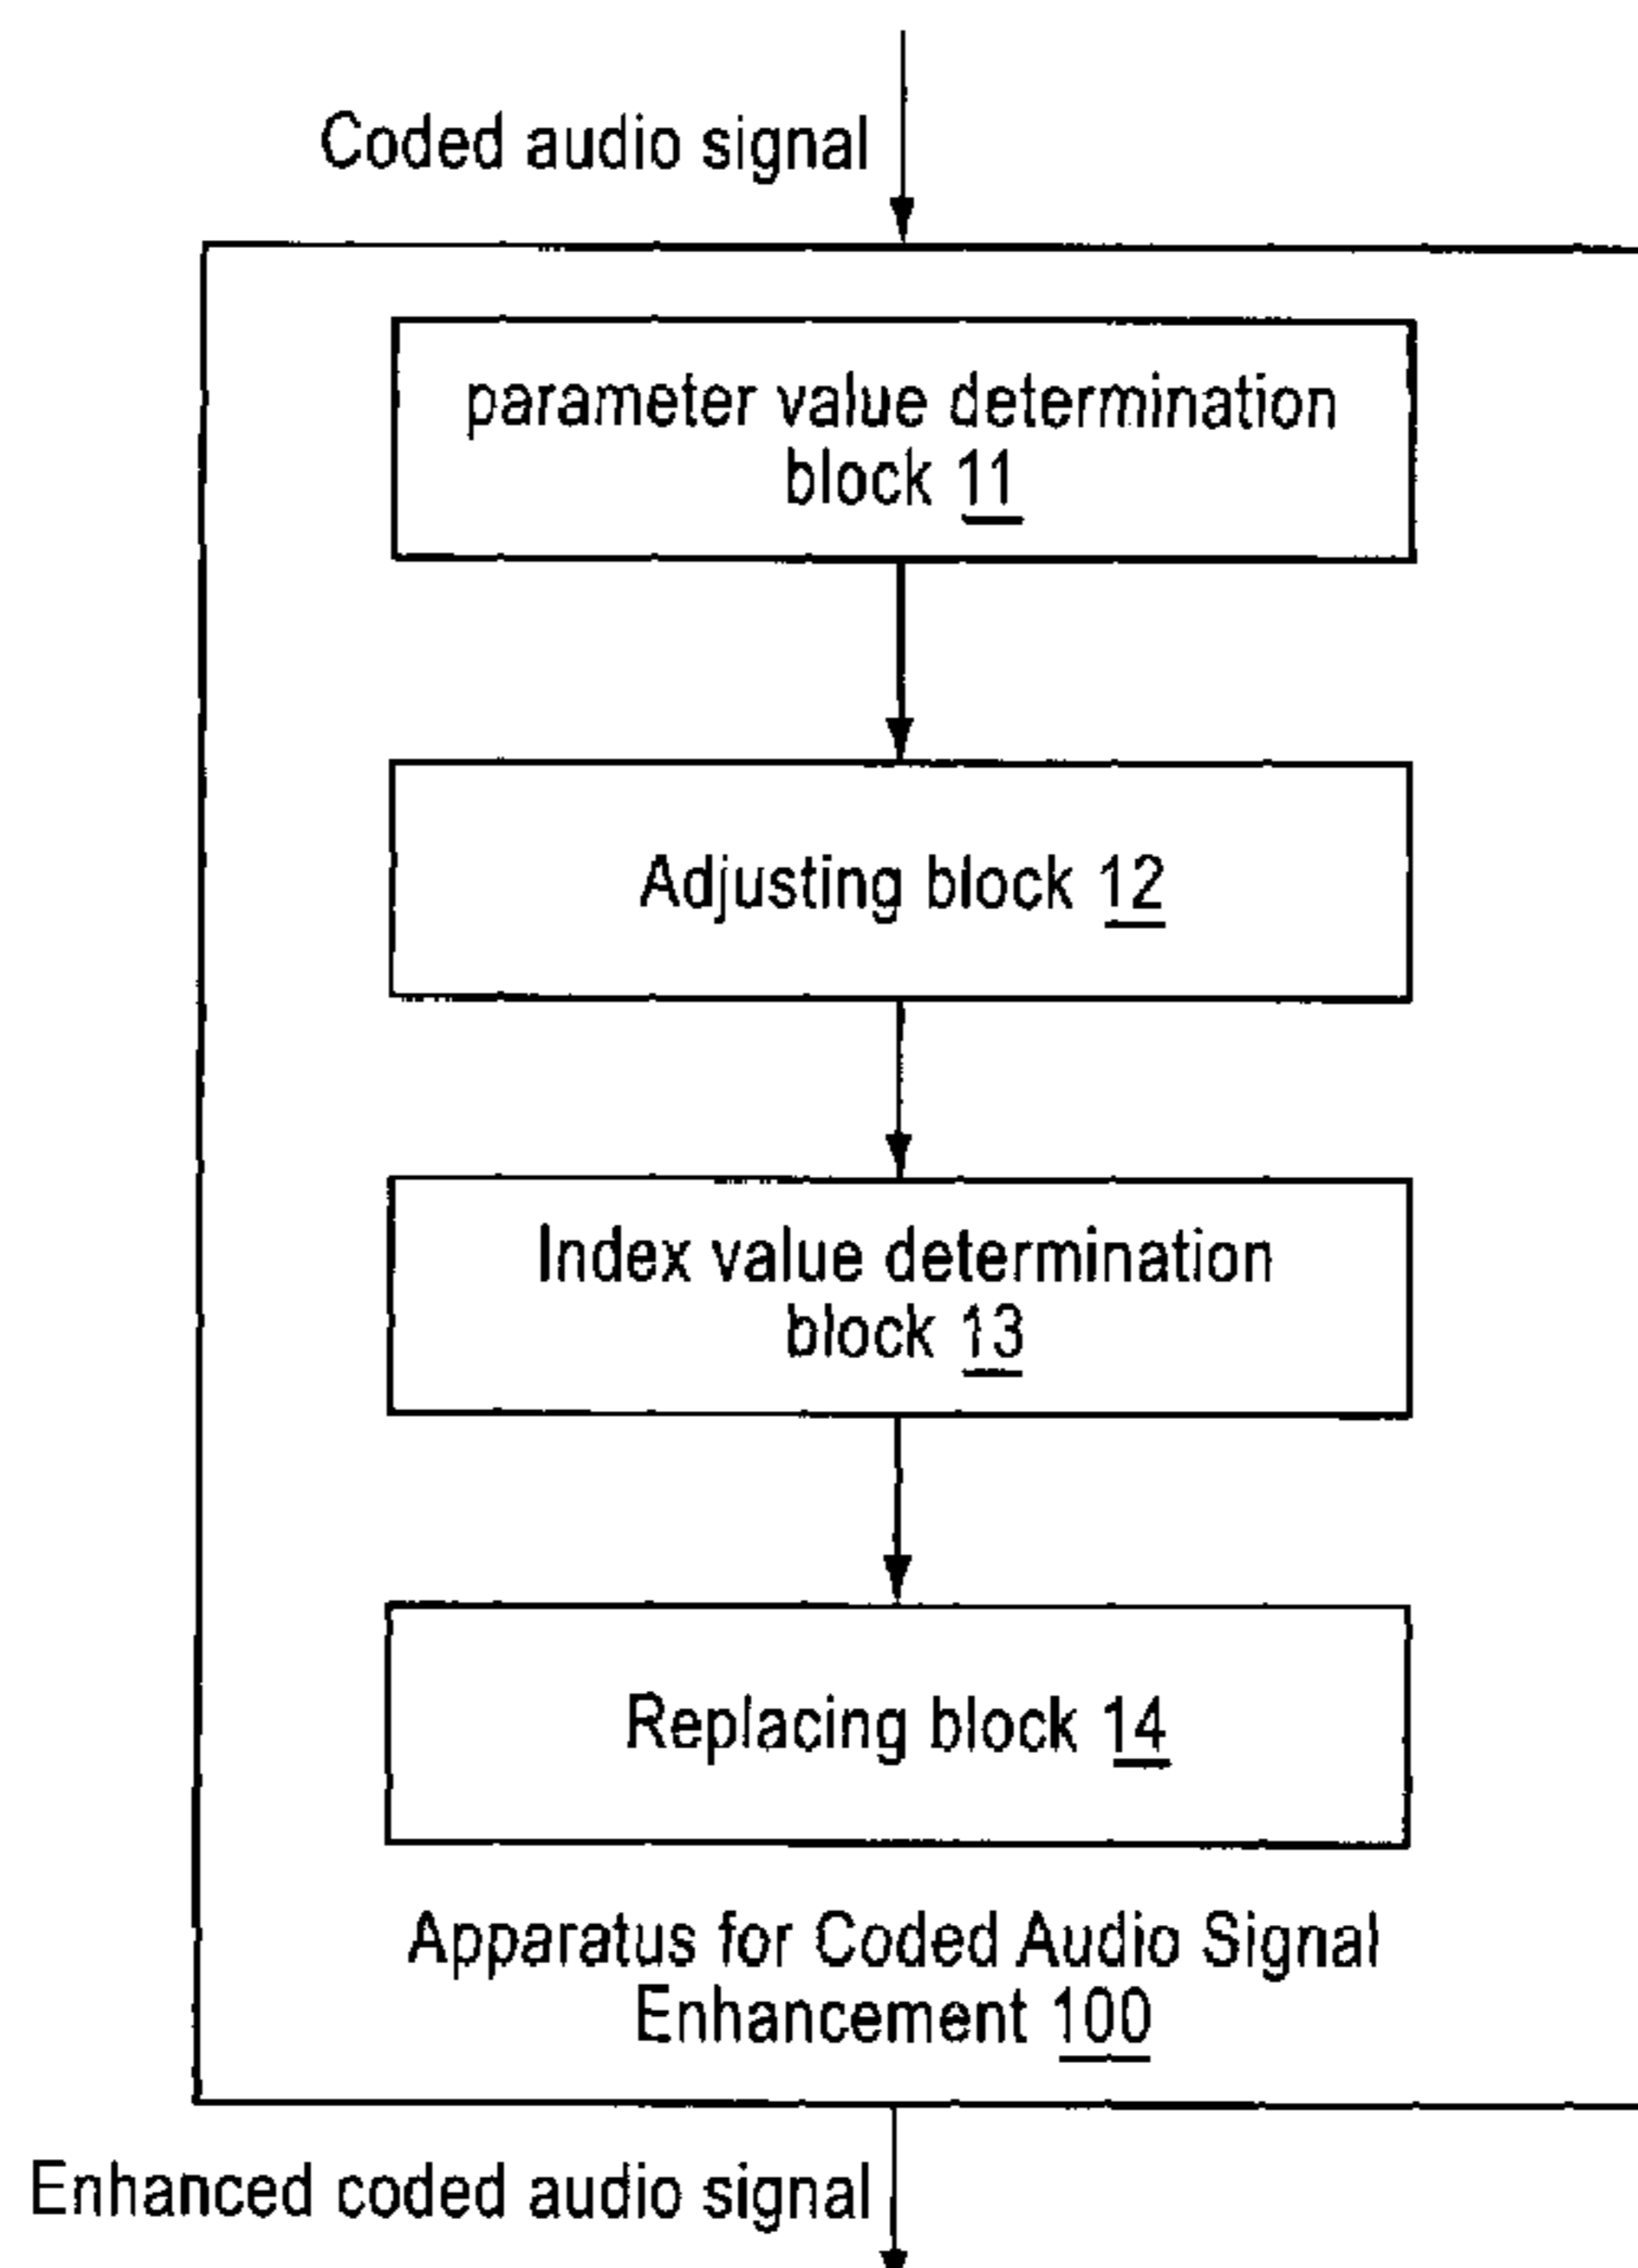 Coded audio signal
parameter value determination
block 11
Adjusting block 12
Index value determination
block 13
Replacing block 14
Apparatus for Coded Audio Signal
Enhancement 100
Enhanced coded audio signal